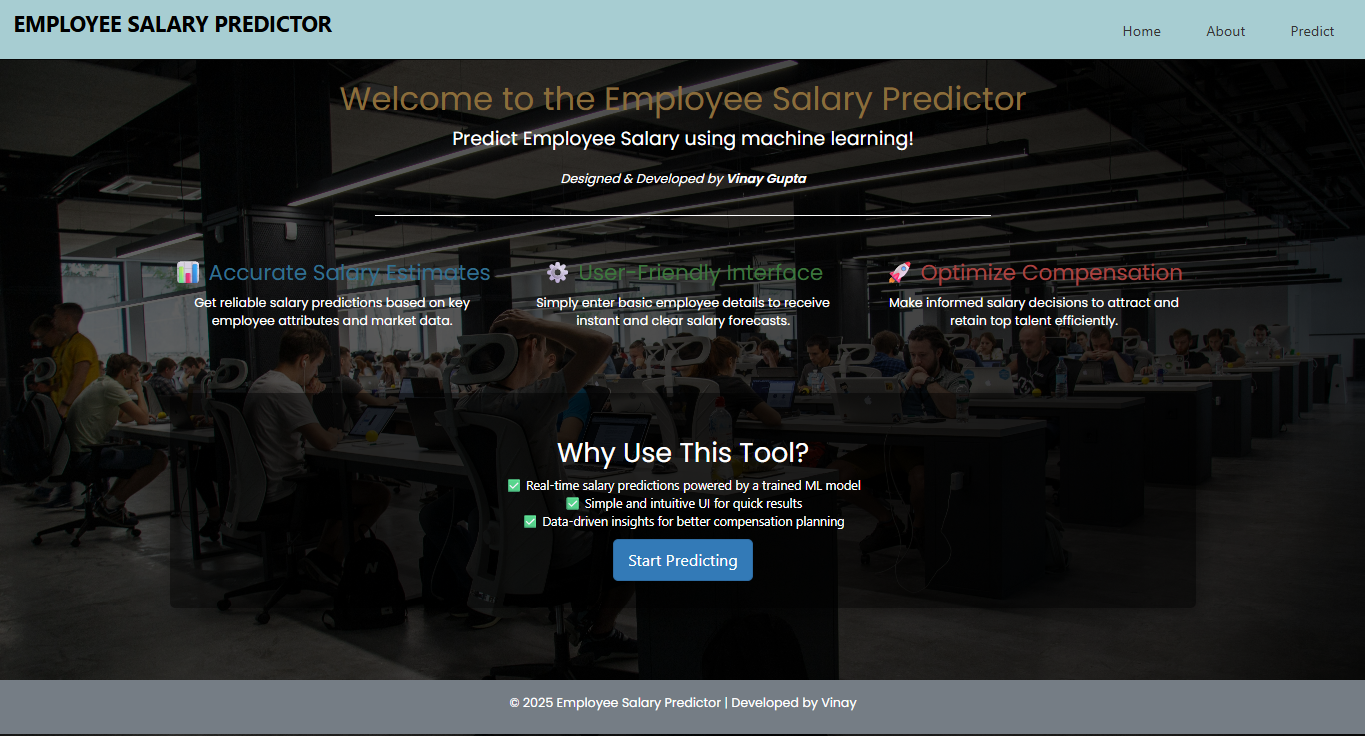 EMPLOYEE SALARY PREDICTOR
Home About Predict
Welcome to the Employee Salary Predictor
Predict Employee Salary using machine learning!
Designed & Developed by Vinay Gupta
📊 Accurate Salary Estimates
Get reliable salary predictions based on key
employee attributes and market data.
⚙️ User-Friendly Interface
Simply enter basic employee details to receive
instant and clear salary forecasts.
🚀 Optimize Compensation
Make informed salary decisions to attract and
retain top talent efficiently.
Why Use This Tool?
✅ Real-time salary predictions powered by a trained ML model
✅ Simple and intuitive UI for quick results
✅ Data-driven insights for better compensation planning
Start Predicting
© 2025 Employee Salary Predictor | Developed by Vinay